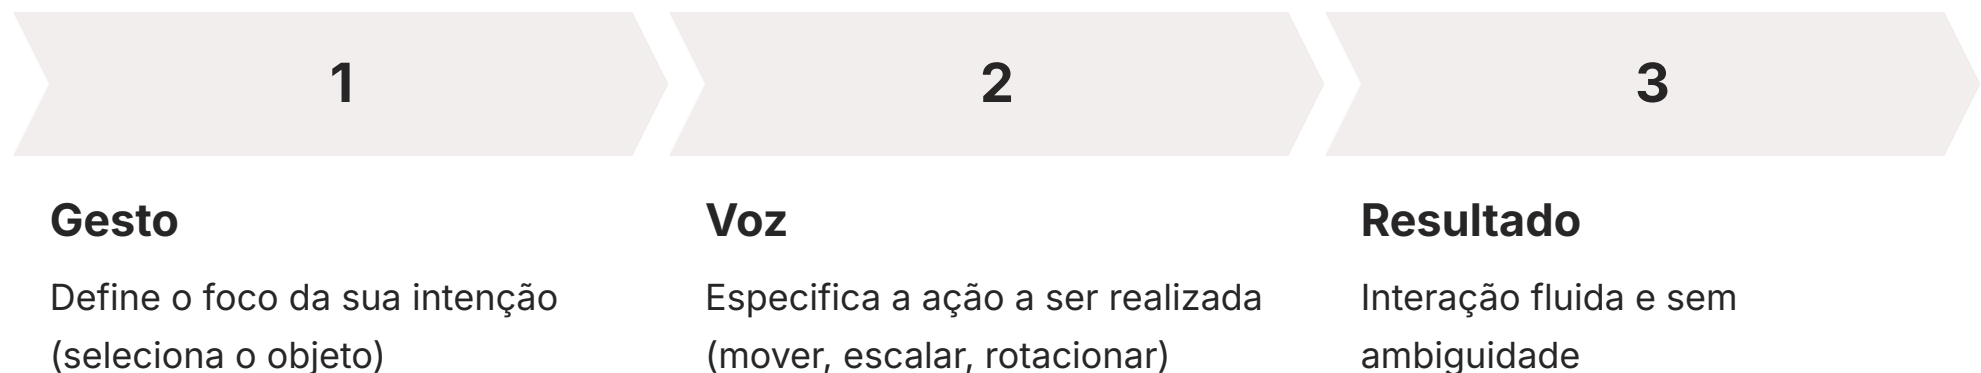 1
2
3
Gesto
Define o foco da sua intenção
(seleciona o objeto)
Voz
Especifica a ação a ser realizada
(mover, escalar, rotacionar)
Resultado
Interação fluida e sem
ambiguidade